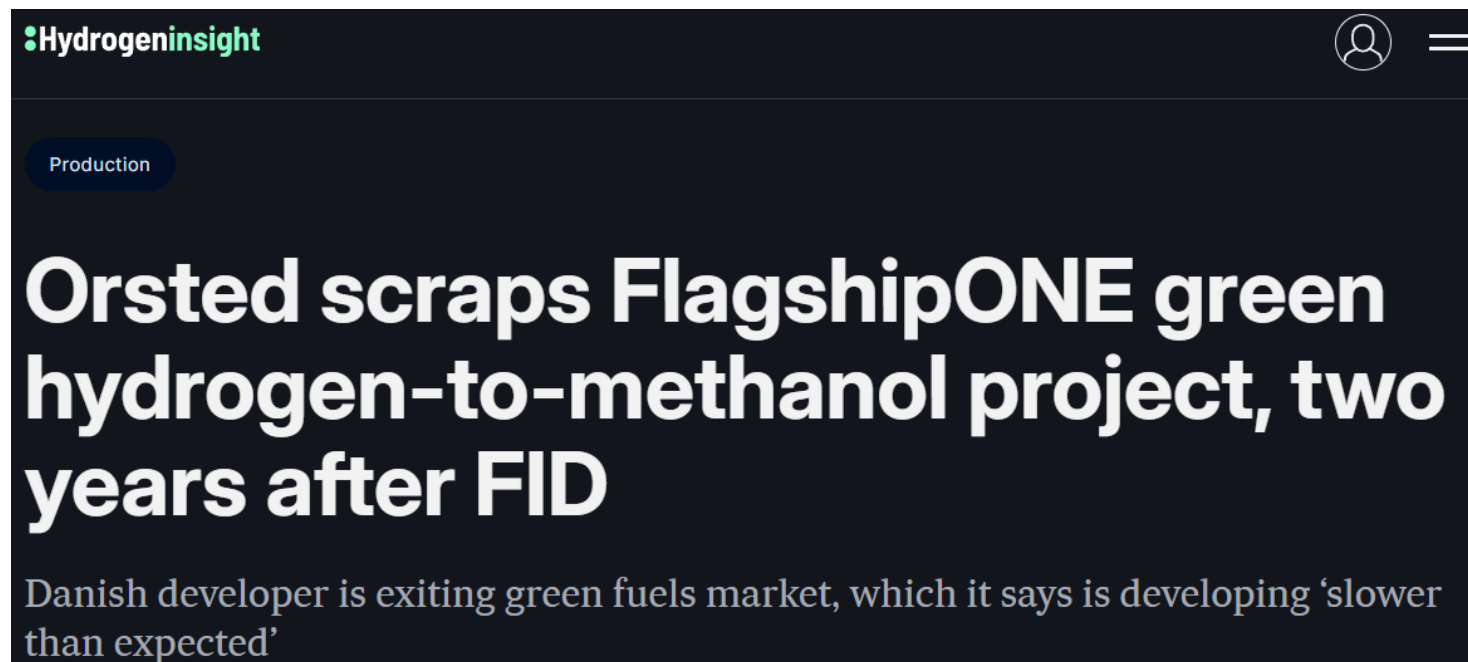 Hydrogeninsight
Production
Orsted scraps FlagshipONE green
hydrogen-to-methanol project, two
years after FID
Danish developer is exiting green fuels market, which it says is developing ‘slower
than expected’